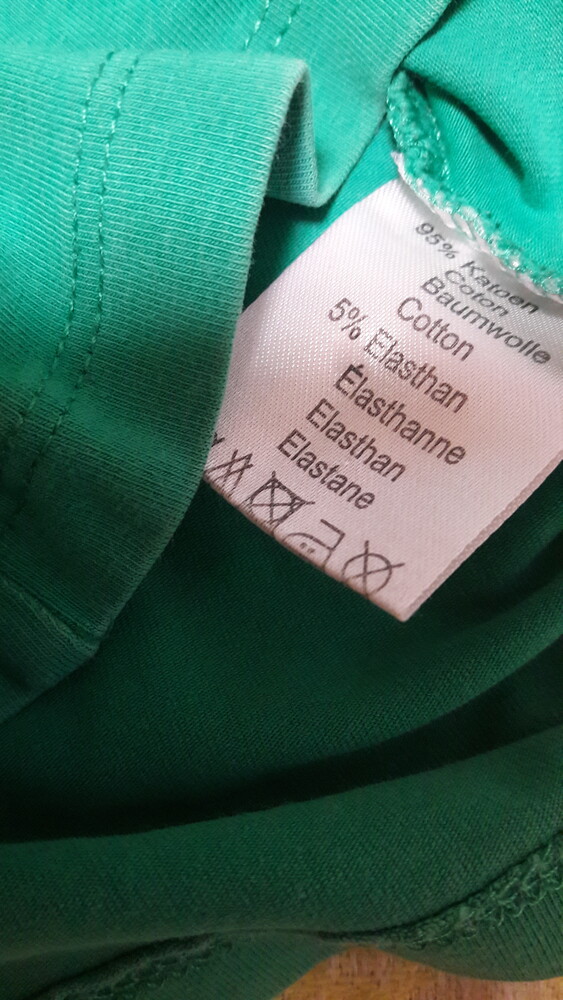 95% Katoen
Coton
Baumwolle
Cotton
5% Elasthan
Élasthanne
Elasthan
Elastane